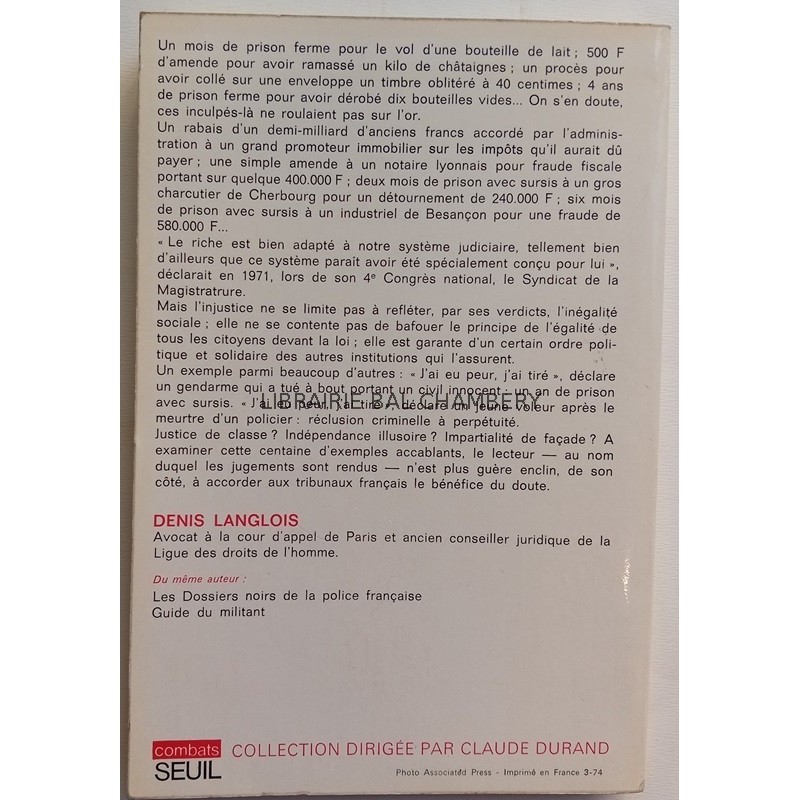 Un mois de prison ferme pour le vol d'une bouteille de lait ; 500 F
d'amende pour avoir ramassé un kilo de châtaignes ; un procès pour
avoir collé sur une enveloppe un timbre oblitéré à 40 centimes ; 4 ans
de prison ferme pour avoir dérobé dix bouteilles vides... On s'en doute,
ces inculpés-là ne roulaient pas sur l'or.
Un rabais d'un demi-milliard d'anciens francs accordé par l'adminis-
tration à un grand promoteur immobilier sur les impôts qu'il aurait dû
payer ; une simple amende à un notaire lyonnais pour fraude fiscale
portant sur quelque 400.000 F ; deux mois de prison avec sursis à un gros
charcutier de Cherbourg pour un détournement de 240.000 F ; six mois
de prison avec sursis à un industriel de Besançon pour une fraude de
580.000 F...
« Le riche est bien adapté à notre système judiciaire, tellement bien
d'ailleurs que ce système paraît avoir été spécialement conçu pour lui »,
déclarait en 1971, lors de son 4e Congrès national, le Syndicat de la
Magistratrure.
Mais l'injustice ne se limite pas à refléter, par ses verdicts, l'inégalité
sociale ; elle ne se contente pas de bafouer le principe de l'égalité de
tous les citoyens devant la loi ; elle est garante d'un certain ordre poli-
tique et solidaire des autres institutions qui l'assurent.
Un exemple parmi beaucoup d'autres : « J'ai eu peur, j'ai tiré », déclare
un gendarme qui a tué à bout portant un civil innocent : un an de prison
avec sursis. « J'ai eu peur, j'ai tiré », déclare un jeune voleur après le
LIBRAIRIE BAL CHAMBERY
meurtre d'un policier : réclusion criminelle à perpétuité.
Justice de classe ? Indépendance illusoire ? Impartialité de façade ? A
examiner cette centaine d'exemples accablants, le lecteur — au nom
duquel les jugements sont rendus — n'est plus guère enclin, de son
côté, à accorder aux tribunaux français le bénéfice du doute.
DENIS LANGLOIS
Avocat à la cour d'appel de Paris et ancien conseiller juridique de la
Ligue des droits de l'homme.
Du même auteur :
Les Dossiers noirs de la police française
Guide du militant
combats
SEUIL
COLLECTION DIRIGÉE PAR CLAUDE DURAND
Photo Associated Press - Imprimé en France 3-74